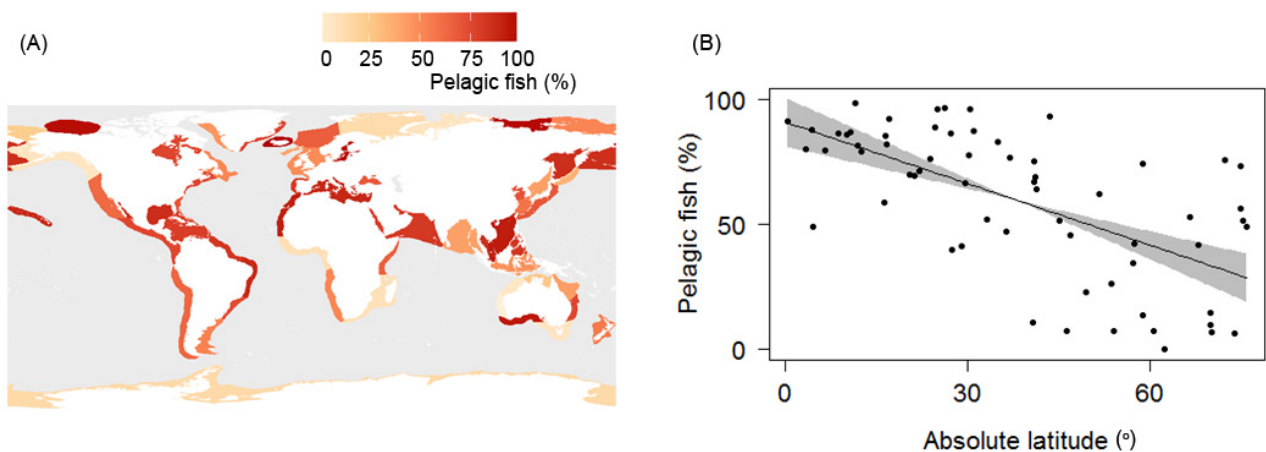 (A)
0 25 50 75 100
Pelagic fish (%)
(B)
Pelagic fish (%)
100
50
0
0 30 60
Absolute latitude (°)